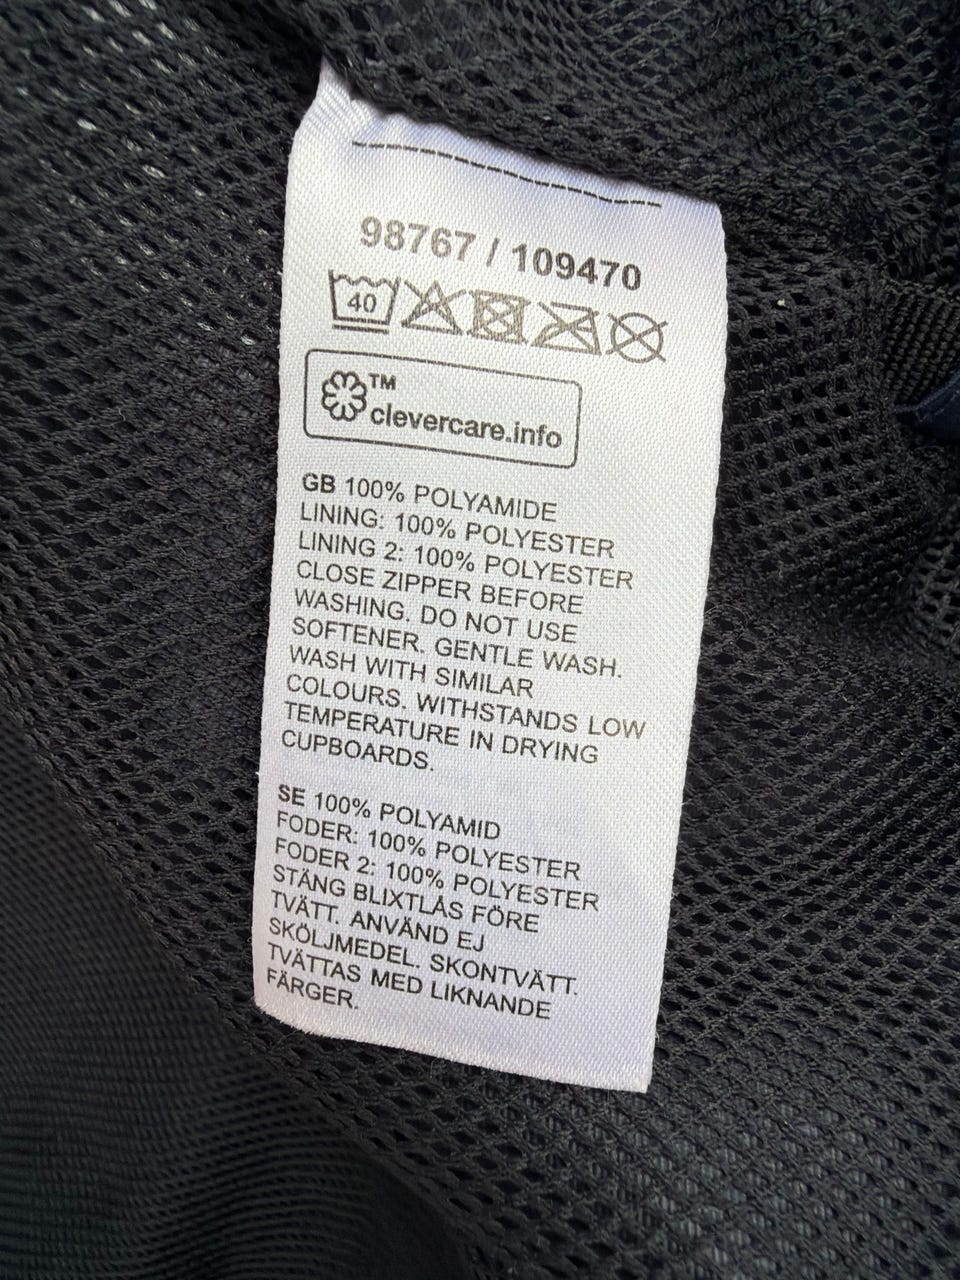 98767 / 109470
40
TM
clevercare.info
GB 100% POLYAMIDE
LINING: 100% POLYESTER
LINING 2: 100% POLYESTER
CLOSE ZIPPER BEFORE
WASHING. DO NOT USE
SOFTENER. GENTLE WASH.
WASH WITH SIMILAR
COLOURS. WITHSTANDS LOW
TEMPERATURE IN DRYING
CUPBOARDS.
SE 100% POLYAMID
FODER: 100% POLYESTER
FODER 2: 100% POLYESTER
STÄNG BLIXTLÅS FÖRE
TVÄTT. ANVÄND EJ
SKÖLJMEDEL. SKONTVÄTT.
TVÄTTAS MED LIKNANDE
FÄRGER.